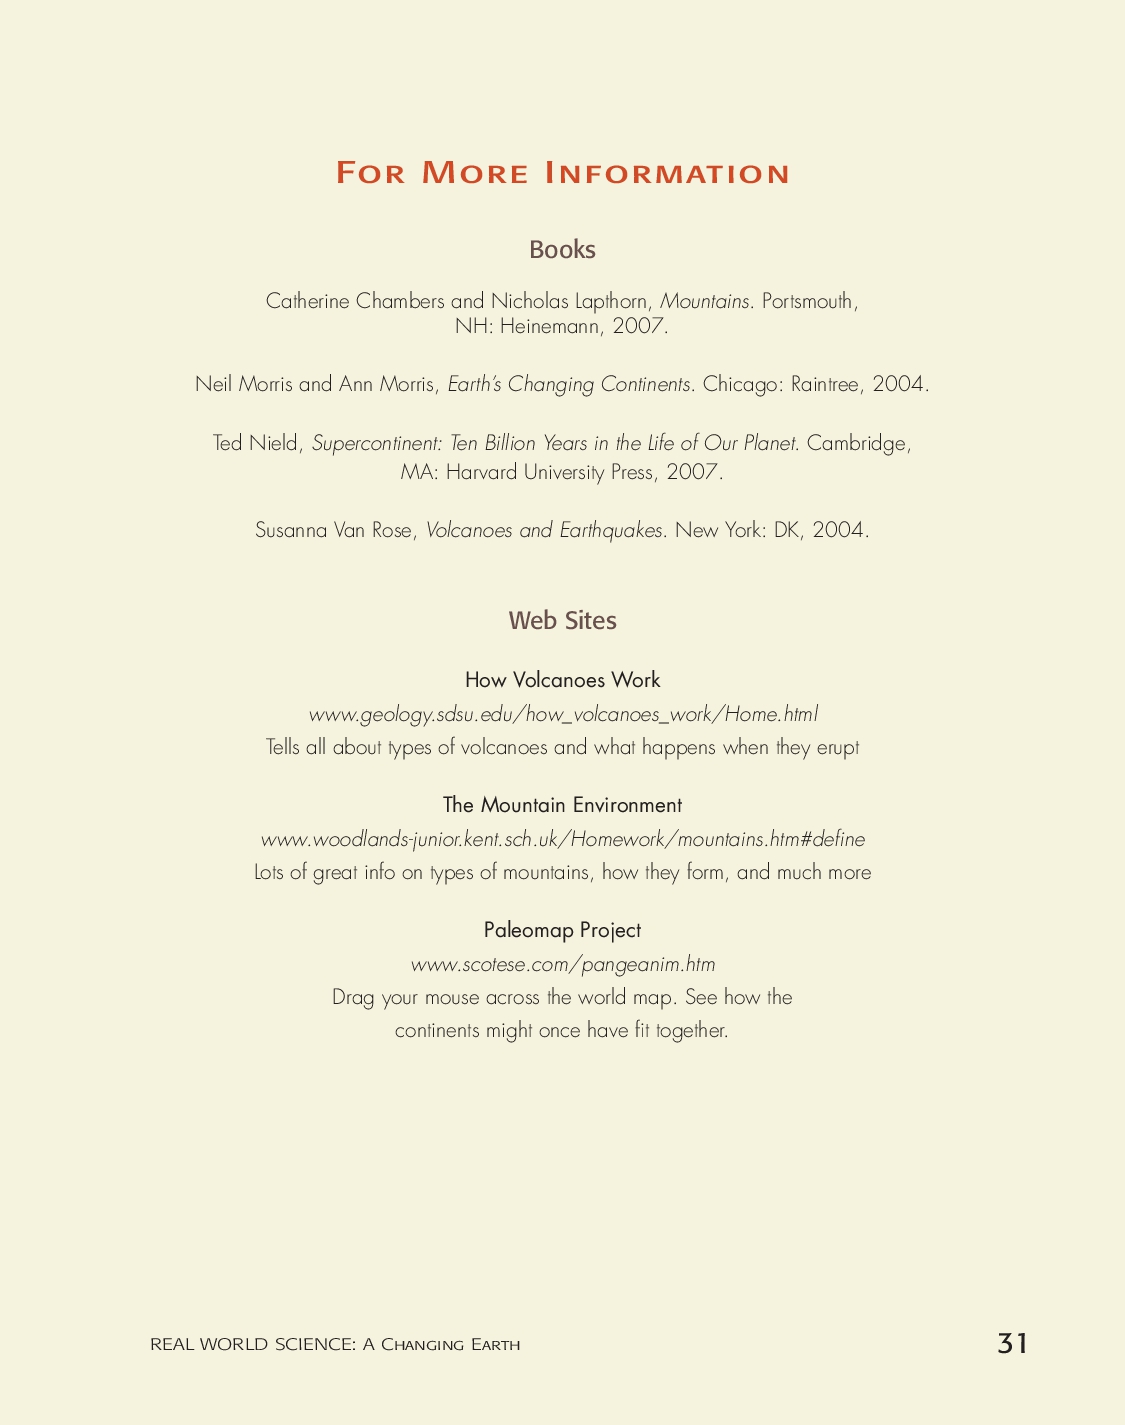 For More Information
Books
Catherine Chambers and Nicholas Lapthorn, Mountains. Portsmouth,
NH: Heinemann, 2007.
Neil Morris and Ann Morris, Earth’s Changing Continents. Chicago: Raintree, 2004.
Ted Nield, Supercontinent: Ten Billion Years in the Life of Our Planet. Cambridge,
MA: Harvard University Press, 2007.
Susanna Van Rose, Volcanoes and Earthquakes. New York: DK, 2004.
Web Sites
How Volcanoes Work
www.geology.sdsu.edu/how_volcanoes_work/Home.html
Tells all about types of volcanoes and what happens when they erupt
The Mountain Environment
www.woodlands-junior.kent.sch.uk/Homework/mountains.htm#define
Lots of great info on types of mountains, how they form, and much more
Paleomap Project
www.scotese.com/pangeanim.htm
Drag your mouse across the world map. See how the
continents might once have fit together.
REAL WORLD SCIENCE: A Changing Earth
31